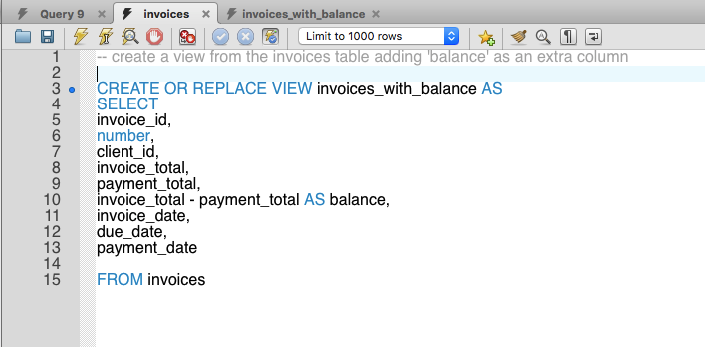 Query 9 invoices invoices_with_balance
Limit to 1000 rows
1 -- create a view from the invoices table adding 'balance' as an extra column
2
3 CREATE OR REPLACE VIEW invoices_with_balance AS
4 SELECT
5 invoice_id,
6 number,
7 client_id,
8 invoice_total,
9 payment_total,
10 invoice_total - payment_total AS balance,
11 invoice_date,
12 due_date,
13 payment_date
14
15 FROM invoices